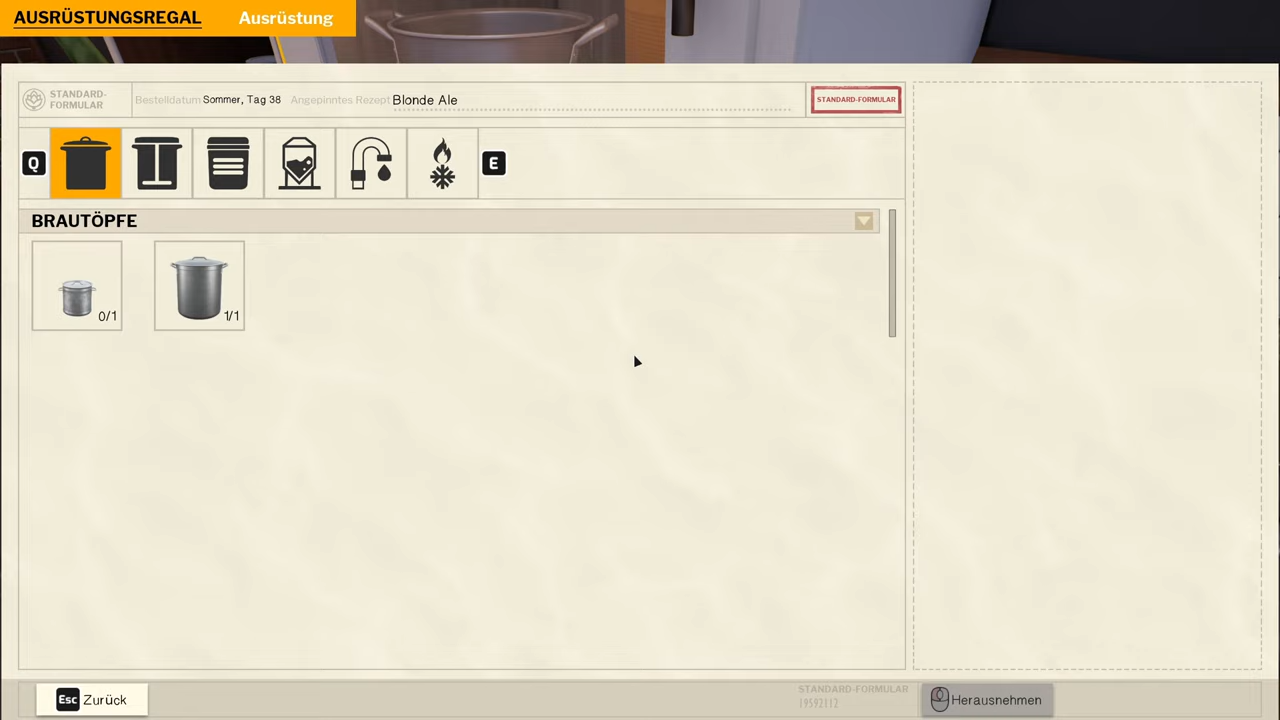 AUSRÜSTUNGSREGAL Ausrüstung
STANDARD-
FORMULAR
Bestelldatum Sommer, Tag 38 Angepinntes Rezept Blonde Ale
STANDARD-FORMULAR
Q E
BRAUTÖPFE
0/1 1/1
Esc Zurück
STANDARD-FORMULAR
19592112
Herausnehmen